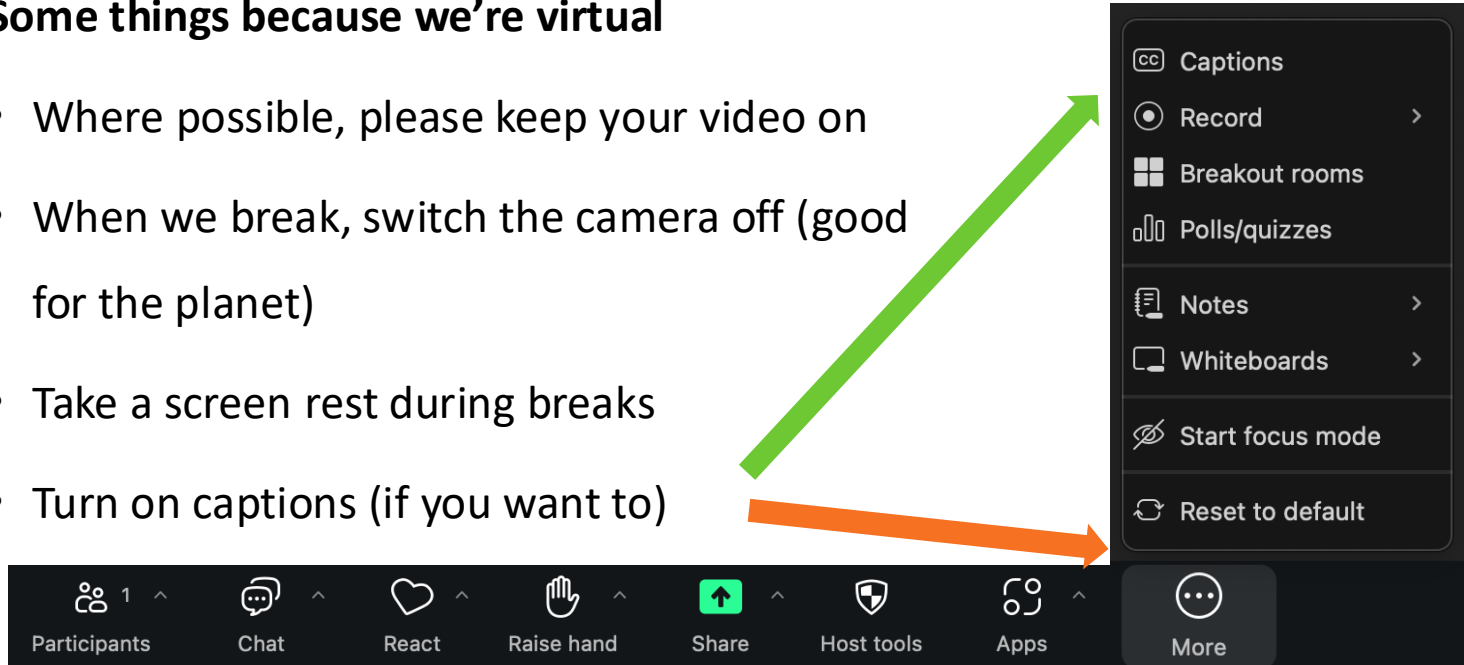 Some things because we're virtual
• Where possible, please keep your video on
• When we break, switch the camera off (good
for the planet)
• Take a screen rest during breaks
• Turn on captions (if you want to)
CC Captions
Record
Breakout rooms
Polls/quizzes
Notes
Whiteboards
Start focus mode
Reset to default
1
Participants
Chat
React
Raise hand
Share
Host tools
Apps
More